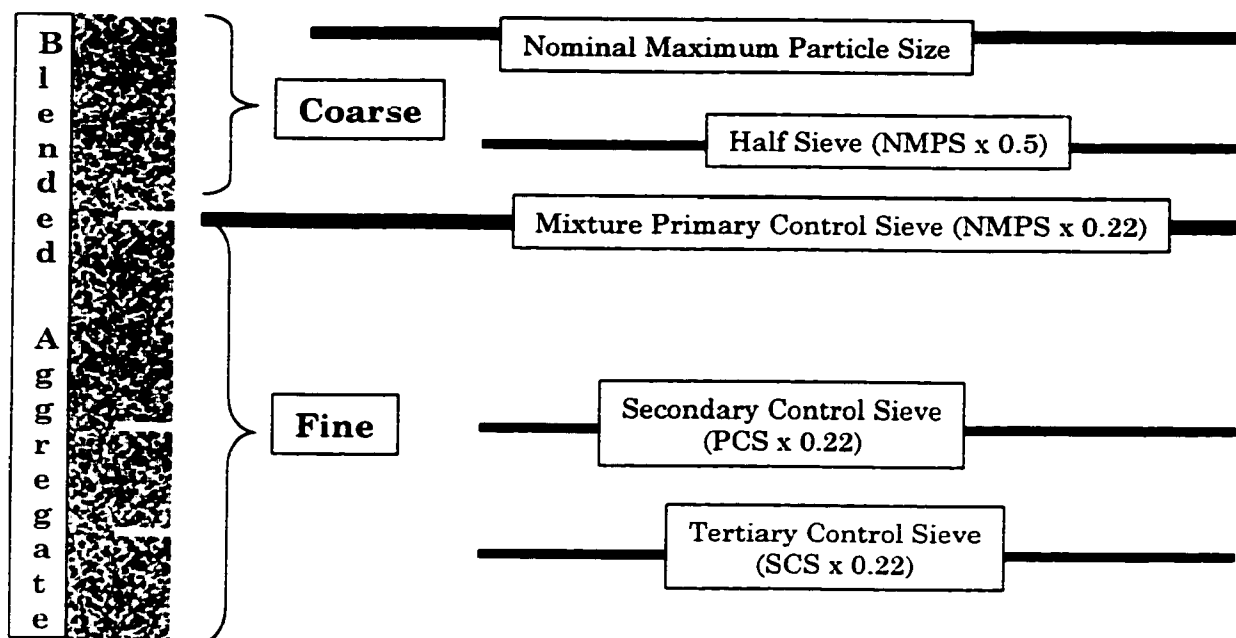 Blended Aggregate
Nominal Maximum Particle Size
Coarse
Half Sieve (NMPS x 0.5)
Mixture Primary Control Sieve (NMPS x 0.22)
Fine
Secondary Control Sieve
(PCS x 0.22)
Tertiary Control Sieve
(SCS x 0.22)